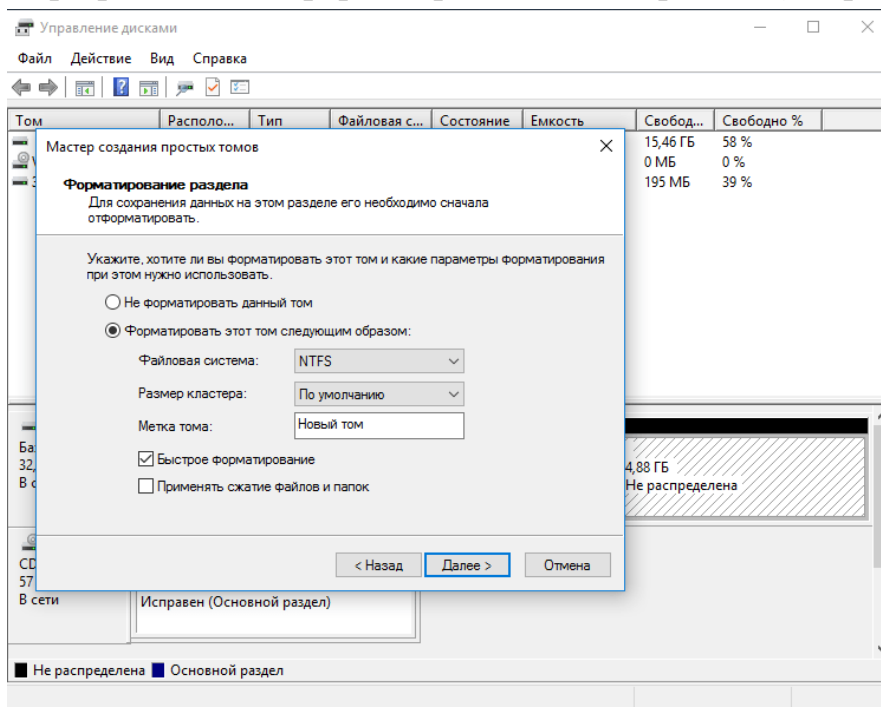 Управление дисками
Файл Действие Вид Справка
Том Располо... Тип Файловая с... Состояние Емкость Свобод... Свободно %
15,46 ГБ 58 %
0 МБ 0 %
195 МБ 39 %
Мастер создания простых томов
Форматирование раздела
Для сохранения данных на этом разделе его необходимо сначала
отформатировать.
Укажите, хотите ли вы форматировать этот том и какие параметры форматирования
при этом нужно использовать.
Не форматировать данный том
Форматировать этот том следующим образом:
Файловая система: NTFS
Размер кластера: По умолчанию
Метка тома: Новый том
Быстрое форматирование
Применять сжатие файлов и папок
< Назад Далее > Отмена
Ба
32,
В с
4,88 ГБ
Не распределена
CD
57
В сети
Исправен (Основной раздел)
Не распределена Основной раздел